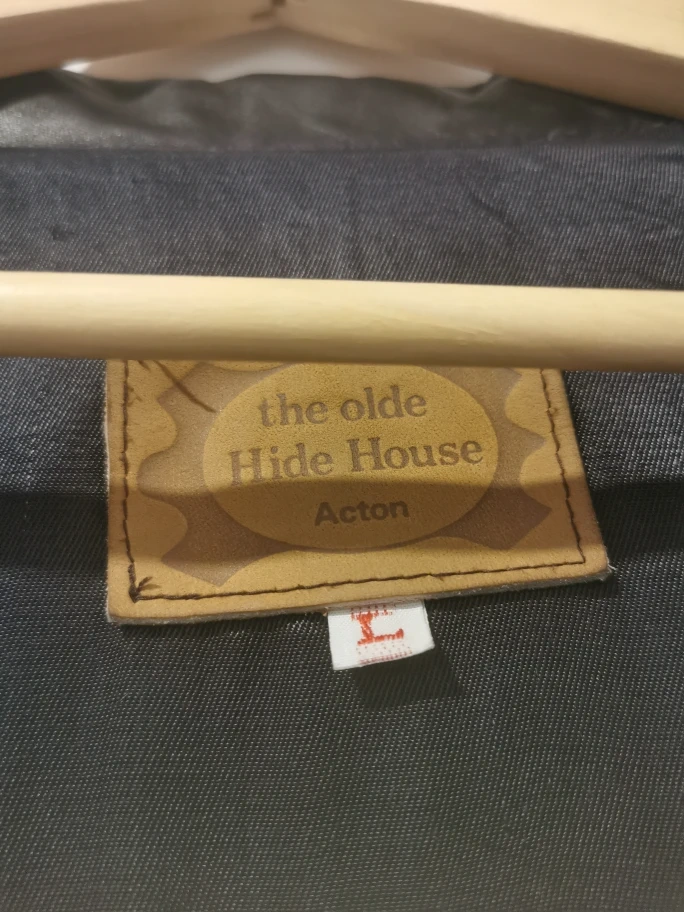 the olde
Hide House
Acton
L